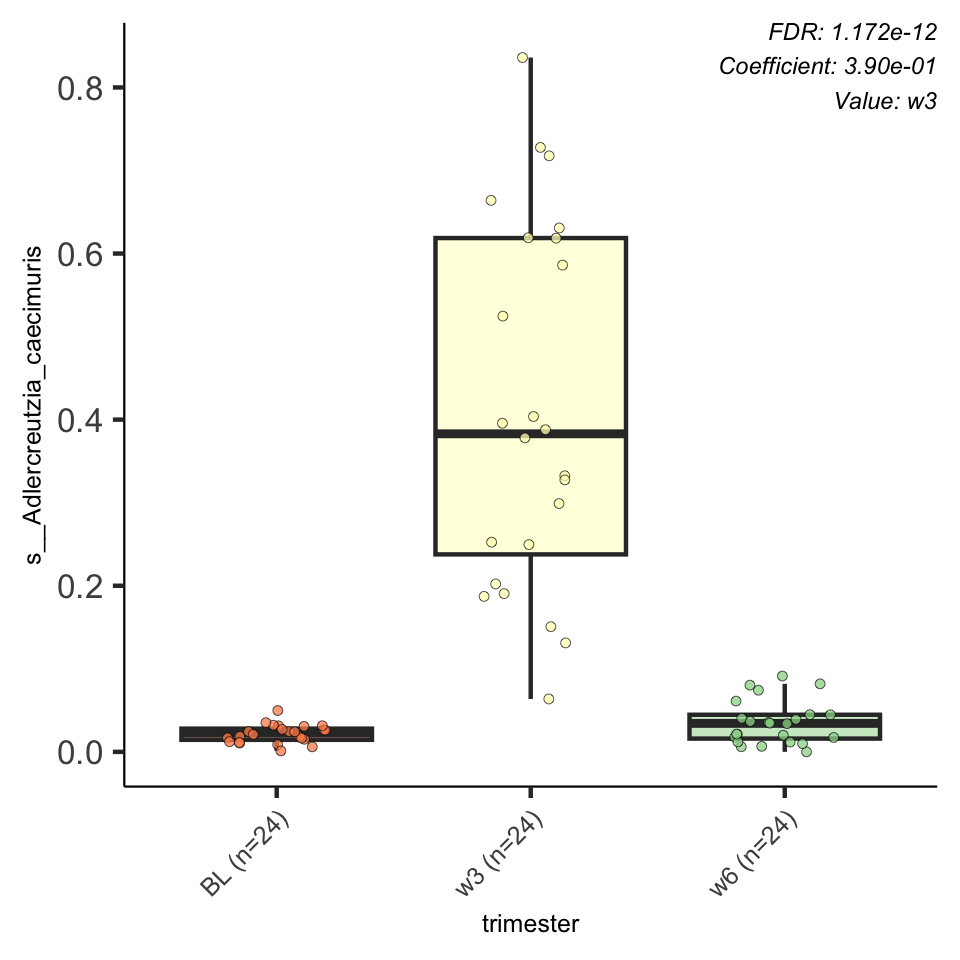 FDR: 1.172e-12
Coefficient: 3.90e-01
Value: w3
s__Adlercreutzia_caecimuris
0.8
0.6
0.4
0.2
0.0
BL (n=24)
w3 (n=24)
w6 (n=24)
trimester